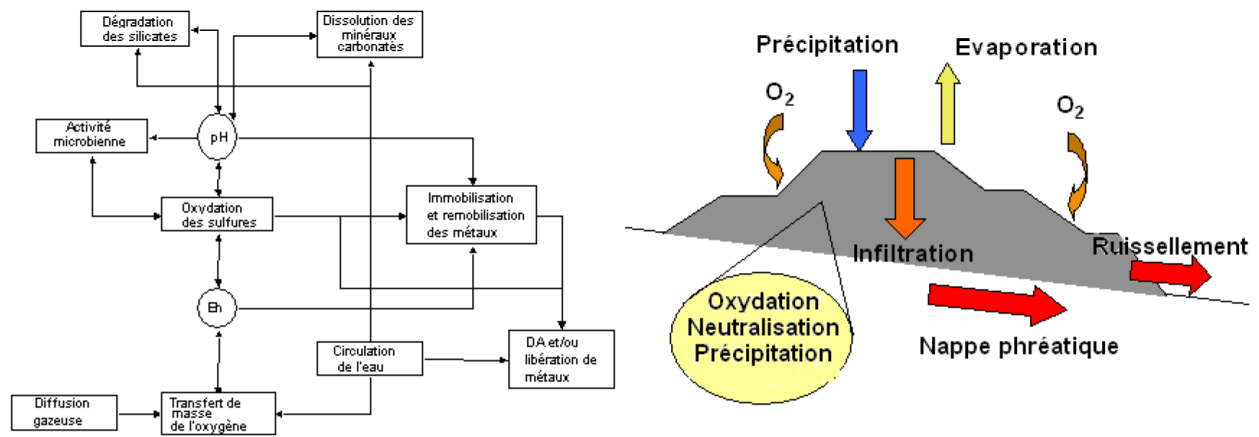 Dégradation
des silicates
Dissolution des
minéraux
carbonatés
Activité
microbienne
pH
Oxydation
des sulfures
Immobilisation
et remobilisation
des métaux
Eh
Circulation
de l'eau
DA et/ou
libération de
métaux
Diffusion
gazeuse
Transfert de
masse
de l'oxygène
Précipitation
Evaporation
O2
O2
Infiltration
Ruissellement
Oxydation
Neutralisation
Précipitation
Nappe phréatique